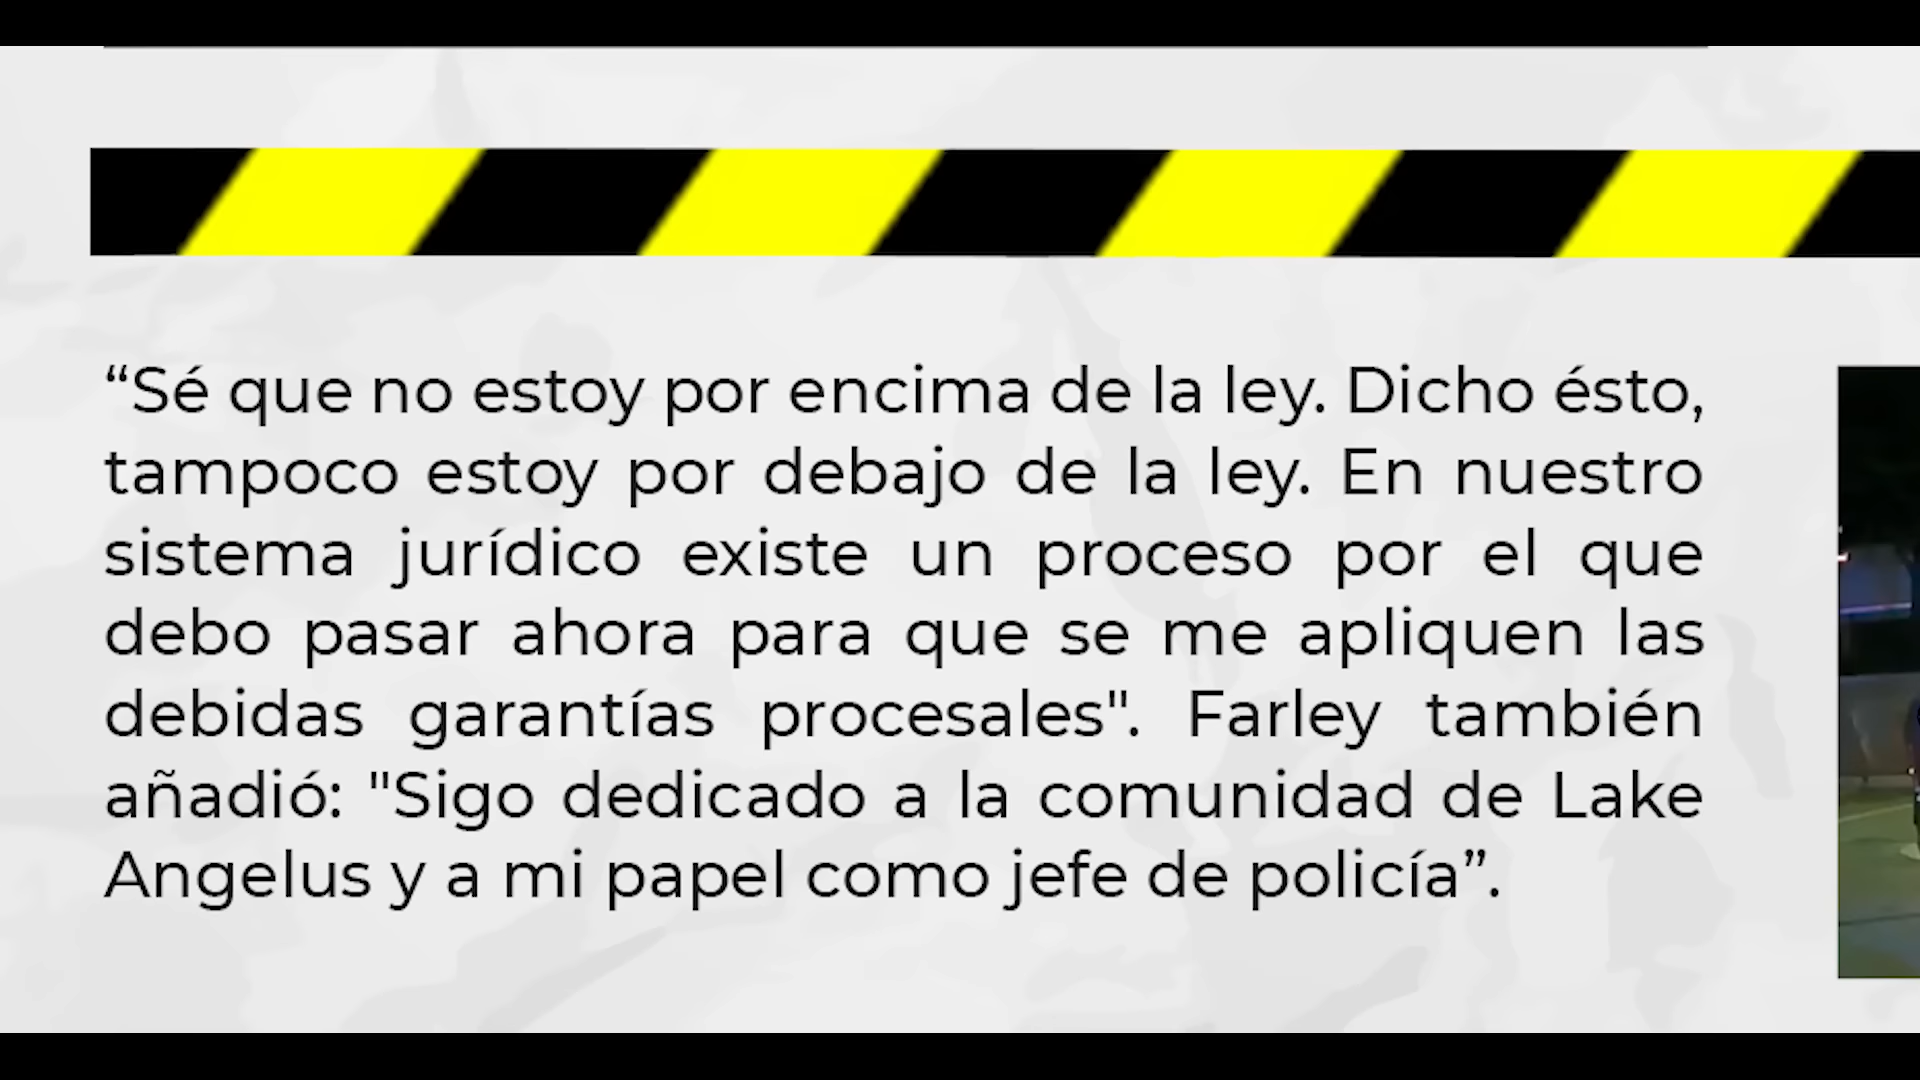 “Sé que no estoy por encima de la ley. Dicho ésto,
tampoco estoy por debajo de la ley. En nuestro
sistema jurídico existe un proceso por el que
debo pasar ahora para que se me apliquen las
debidas garantías procesales". Farley también
añadió: "Sigo dedicado a la comunidad de Lake
Angelus y a mi papel como jefe de policía”.